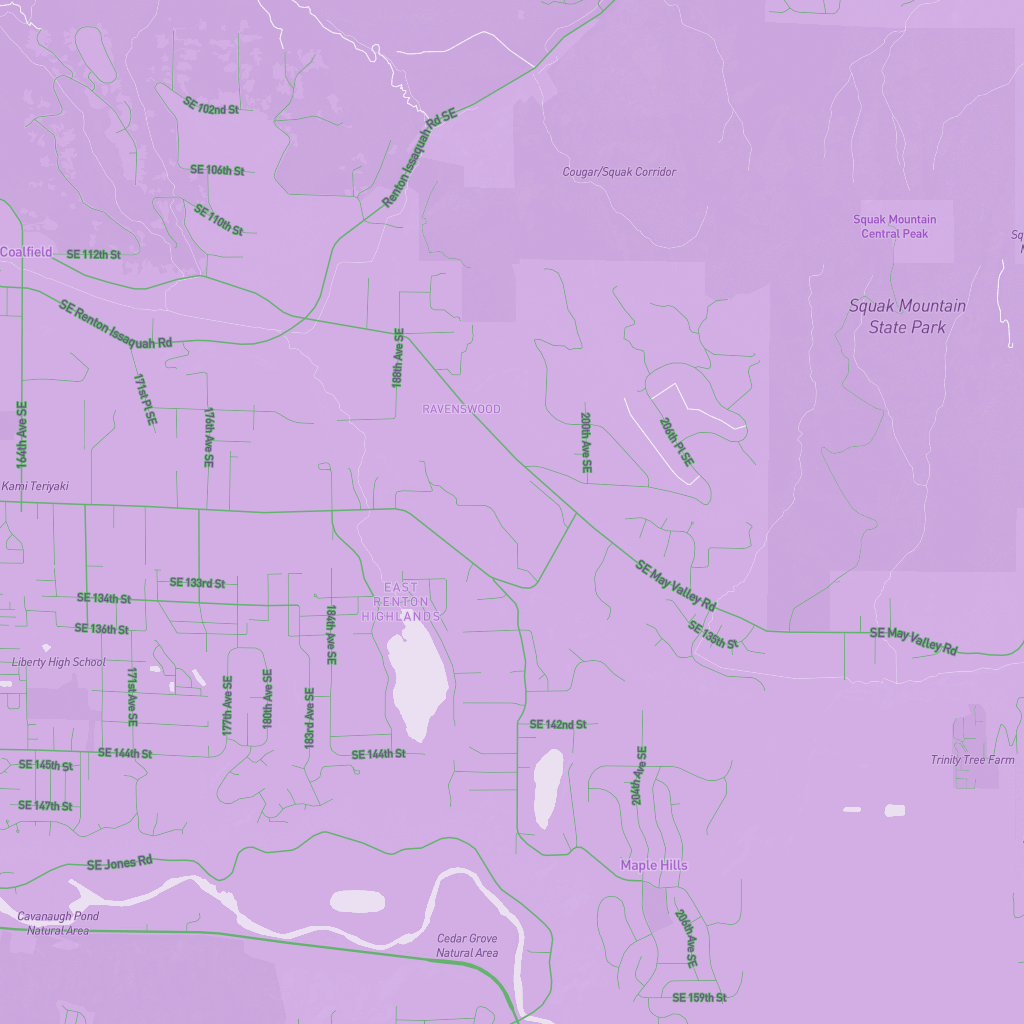 SE 102nd St
Renton Issaquah Rd SE
SE 106th St
Cougar/Squak Corridor
SE 110th St
Squak Mountain
Central Peak
Coalfield
SE 112th St
Squak Mountain
State Park
SE Renton Issaquah Rd
188th Ave SE
171st Pl SE
RAVENSWOOD
164th Ave SE
176th Ave SE
200th Ave SE
206th Pl SE
Kami Teriyaki
SE 133rd St
SE May Valley Rd
EAST
RENTON
HIGHLANDS
SE 134th St
SE 136th St
184th Ave SE
SE 135th St
SE May Valley Rd
Liberty High School
171st Ave SE
177th Ave SE
180th Ave SE
183rd Ave SE
SE 142nd St
SE 144th St
SE 144th St
204th Ave SE
Trinity Tree Farm
SE 145th St
SE 147th St
SE Jones Rd
Maple Hills
Cavanaugh Pond
Natural Area
206th Ave SE
Cedar Grove
Natural Area
SE 159th St